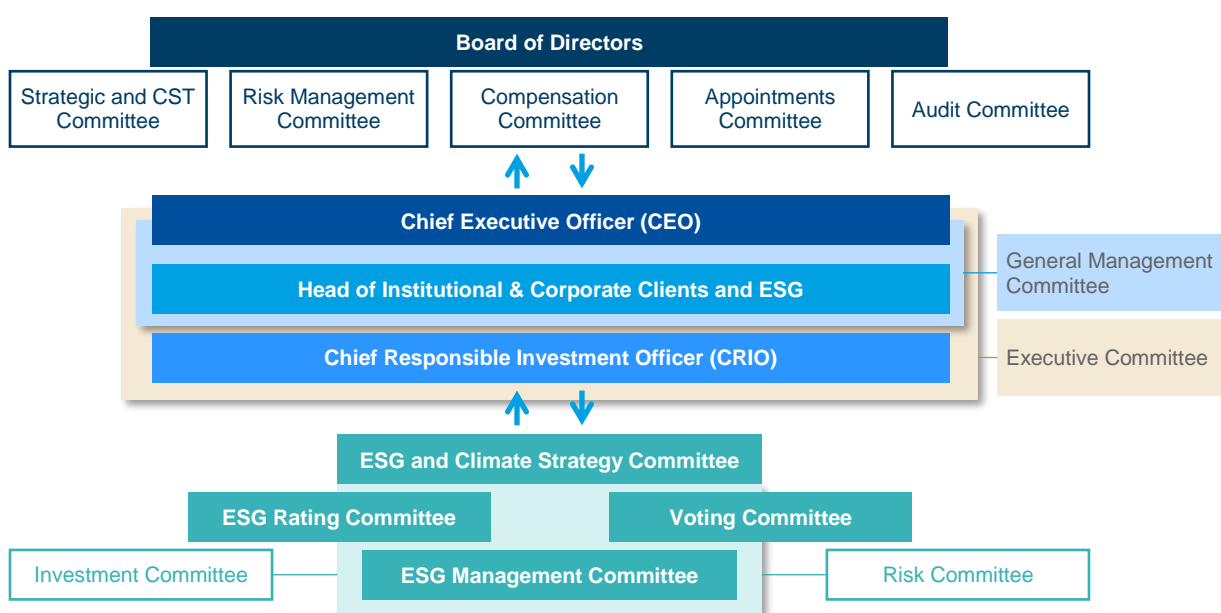 Board of Directors
Strategic and CST
Committee
Risk Management
Committee
Compensation
Committee
Appointments
Committee
Audit Committee
Chief Executive Officer (CEO)
Head of Institutional & Corporate Clients and ESG
General Management
Committee
Chief Responsible Investment Officer (CRIO)
Executive Committee
ESG and Climate Strategy Committee
ESG Rating Committee
Voting Committee
Investment Committee
ESG Management Committee
Risk Committee